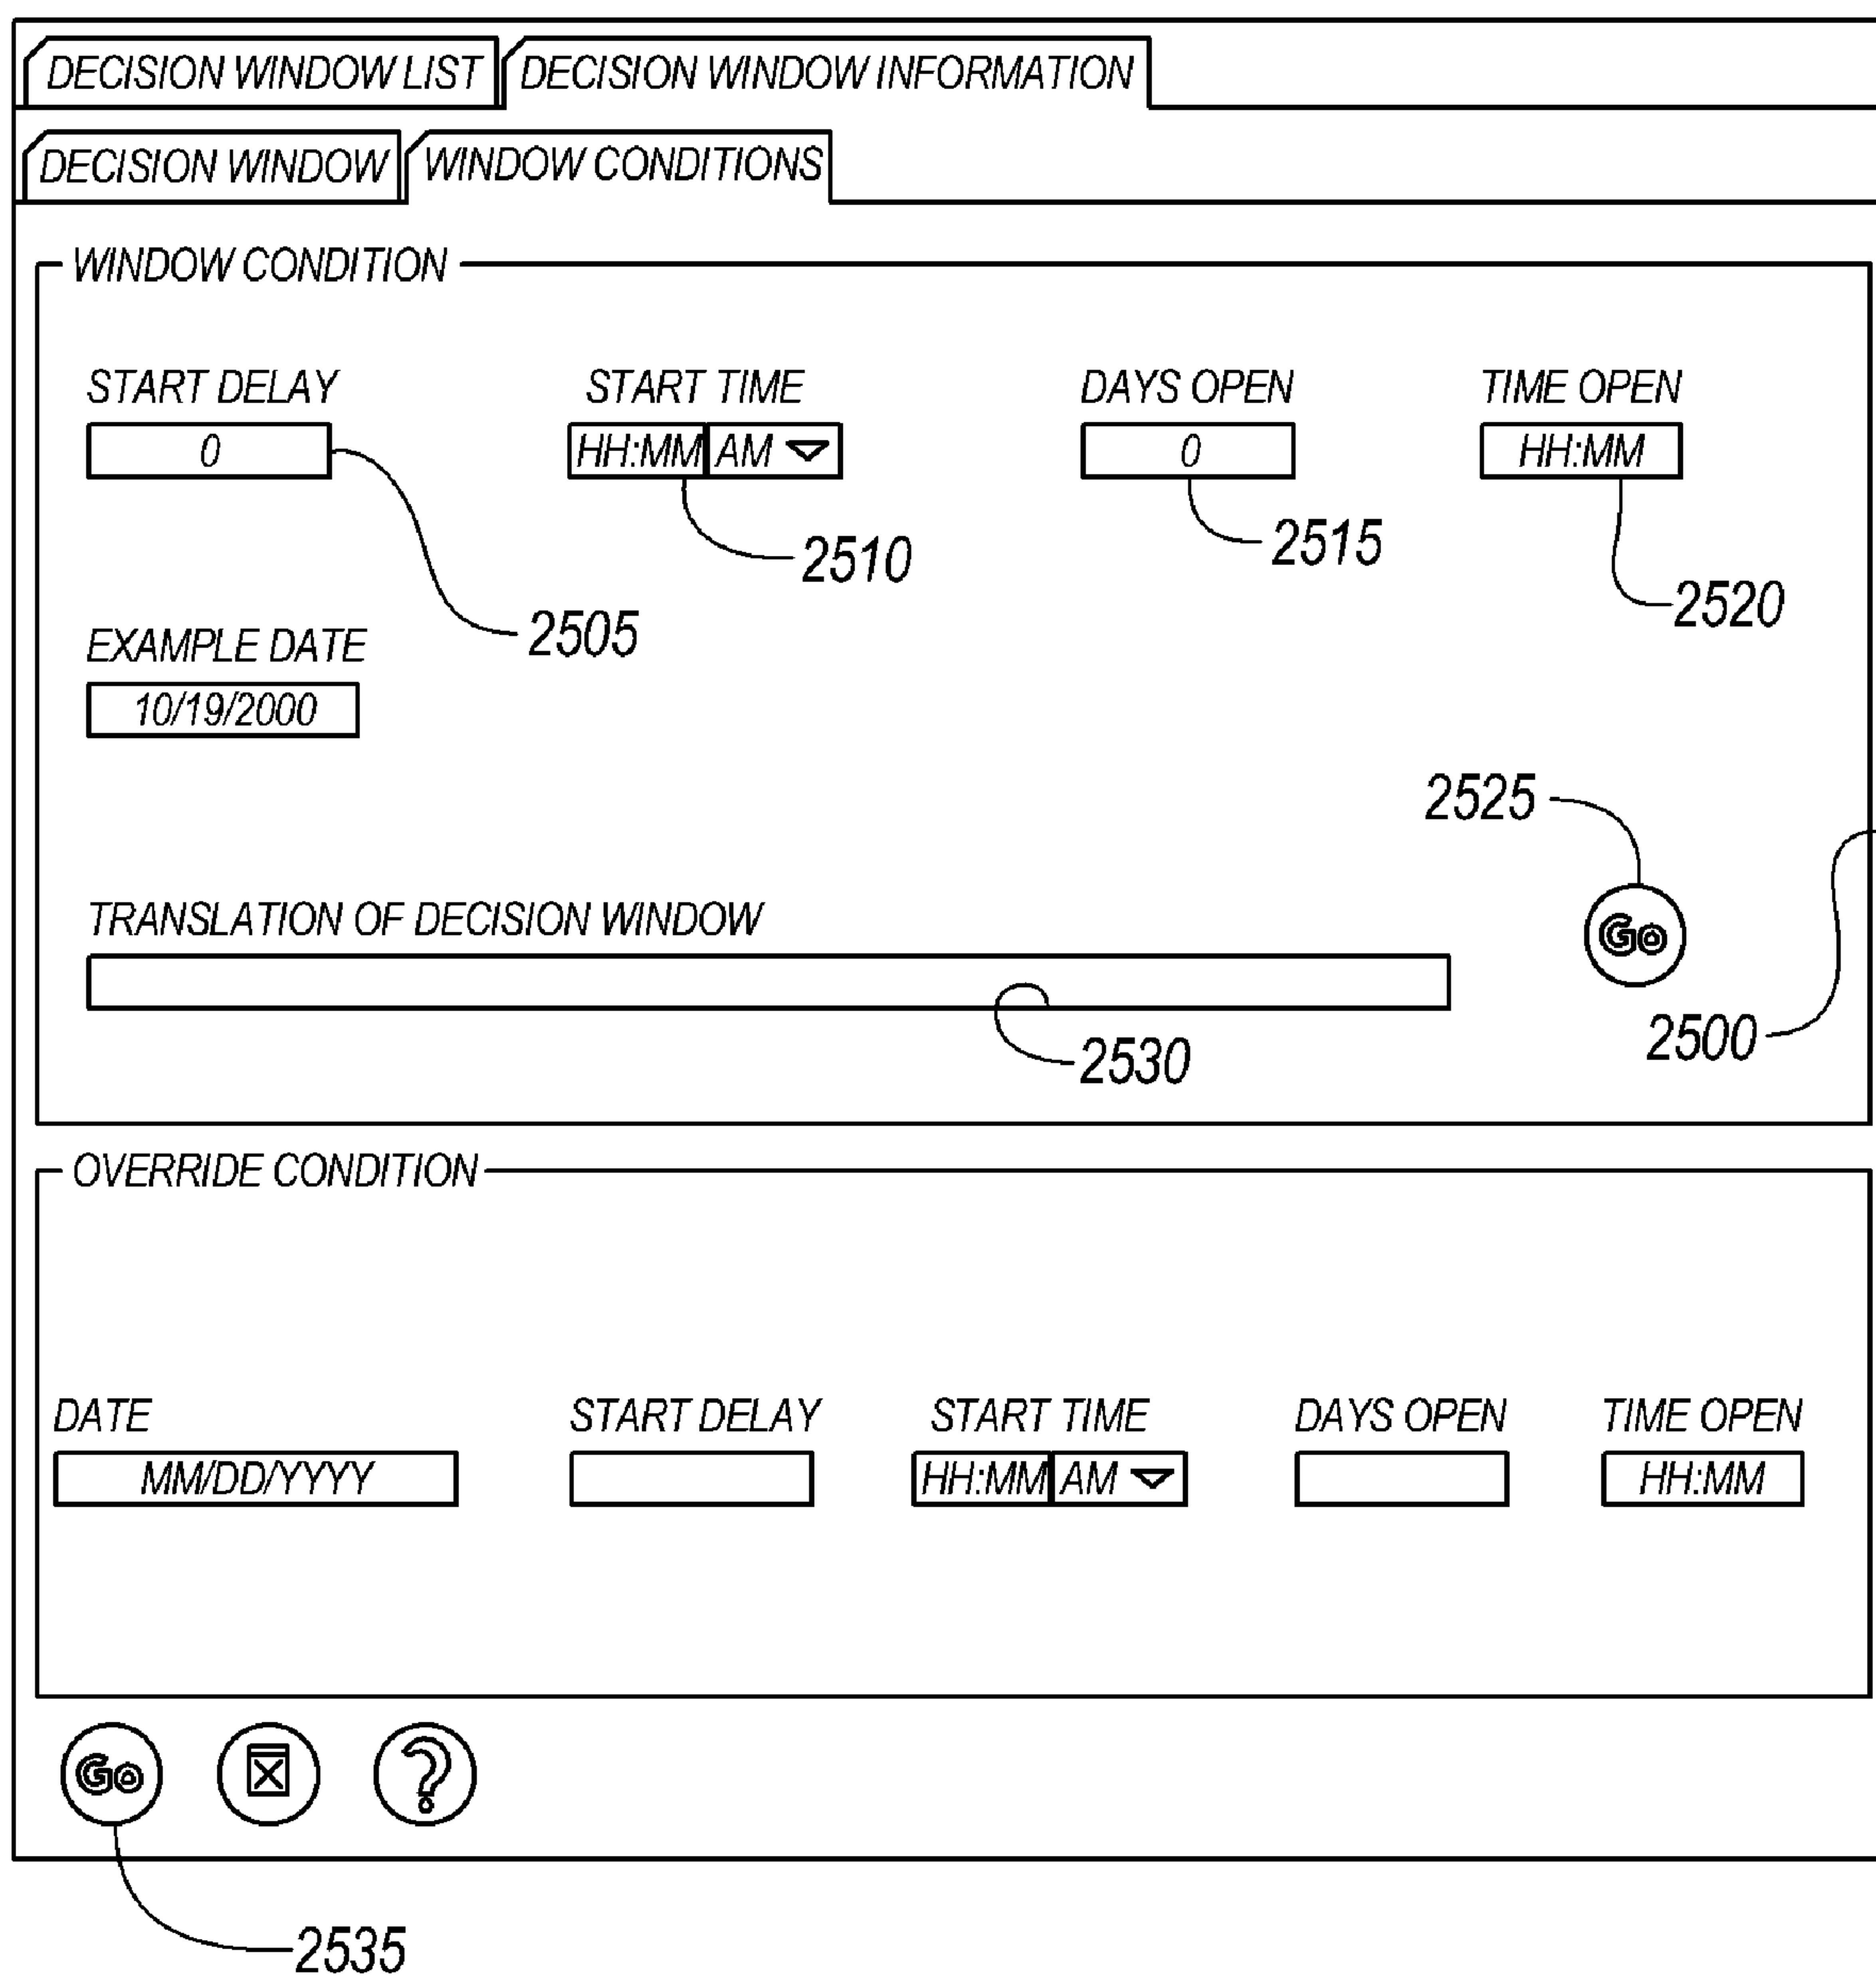 DECISION WINDOW LIST DECISION WINDOW INFORMATION
DECISION WINDOW WINDOW CONDITIONS
WINDOW CONDITION
START DELAY START TIME DAYS OPEN TIME OPEN
0 HH:MM AM 0 HH:MM
2510 2515
2505 2520
EXAMPLE DATE
10/19/2000
2525
TRANSLATION OF DECISION WINDOW
Go
2530 2500
OVERRIDE CONDITION
DATE START DELAY START TIME DAYS OPEN TIME OPEN
MM/DD/YYYY HH:MM AM HH:MM
Go ?
2535